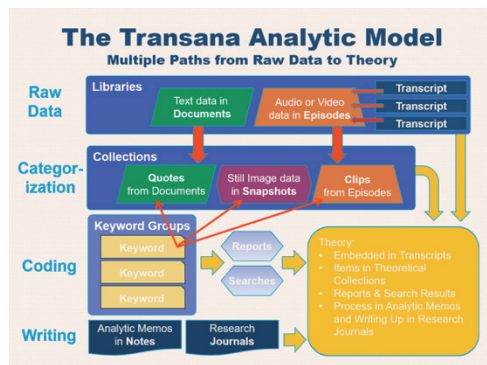 The Transana Analytic Model
Multiple Paths from Raw Data to Theory
Raw
Data
Libraries
Text data in
Documents
Audio or Video
data in Episodes
Transcript
Transcript
Transcript
Categor-
ization
Collections
Quotes
from Documents
Still Image data
in Snapshots
Clips
from Episodes
Coding
Keyword Groups
Keyword
Keyword
Keyword
Reports
Searches
Theory:
• Embedded in Transcripts
• Items in Theoretical
Collections
• Reports & Search Results
• Process in Analytic Memos
and Writing Up in Research
Journals
Writing
Analytic Memos
in Notes
Research
Journals